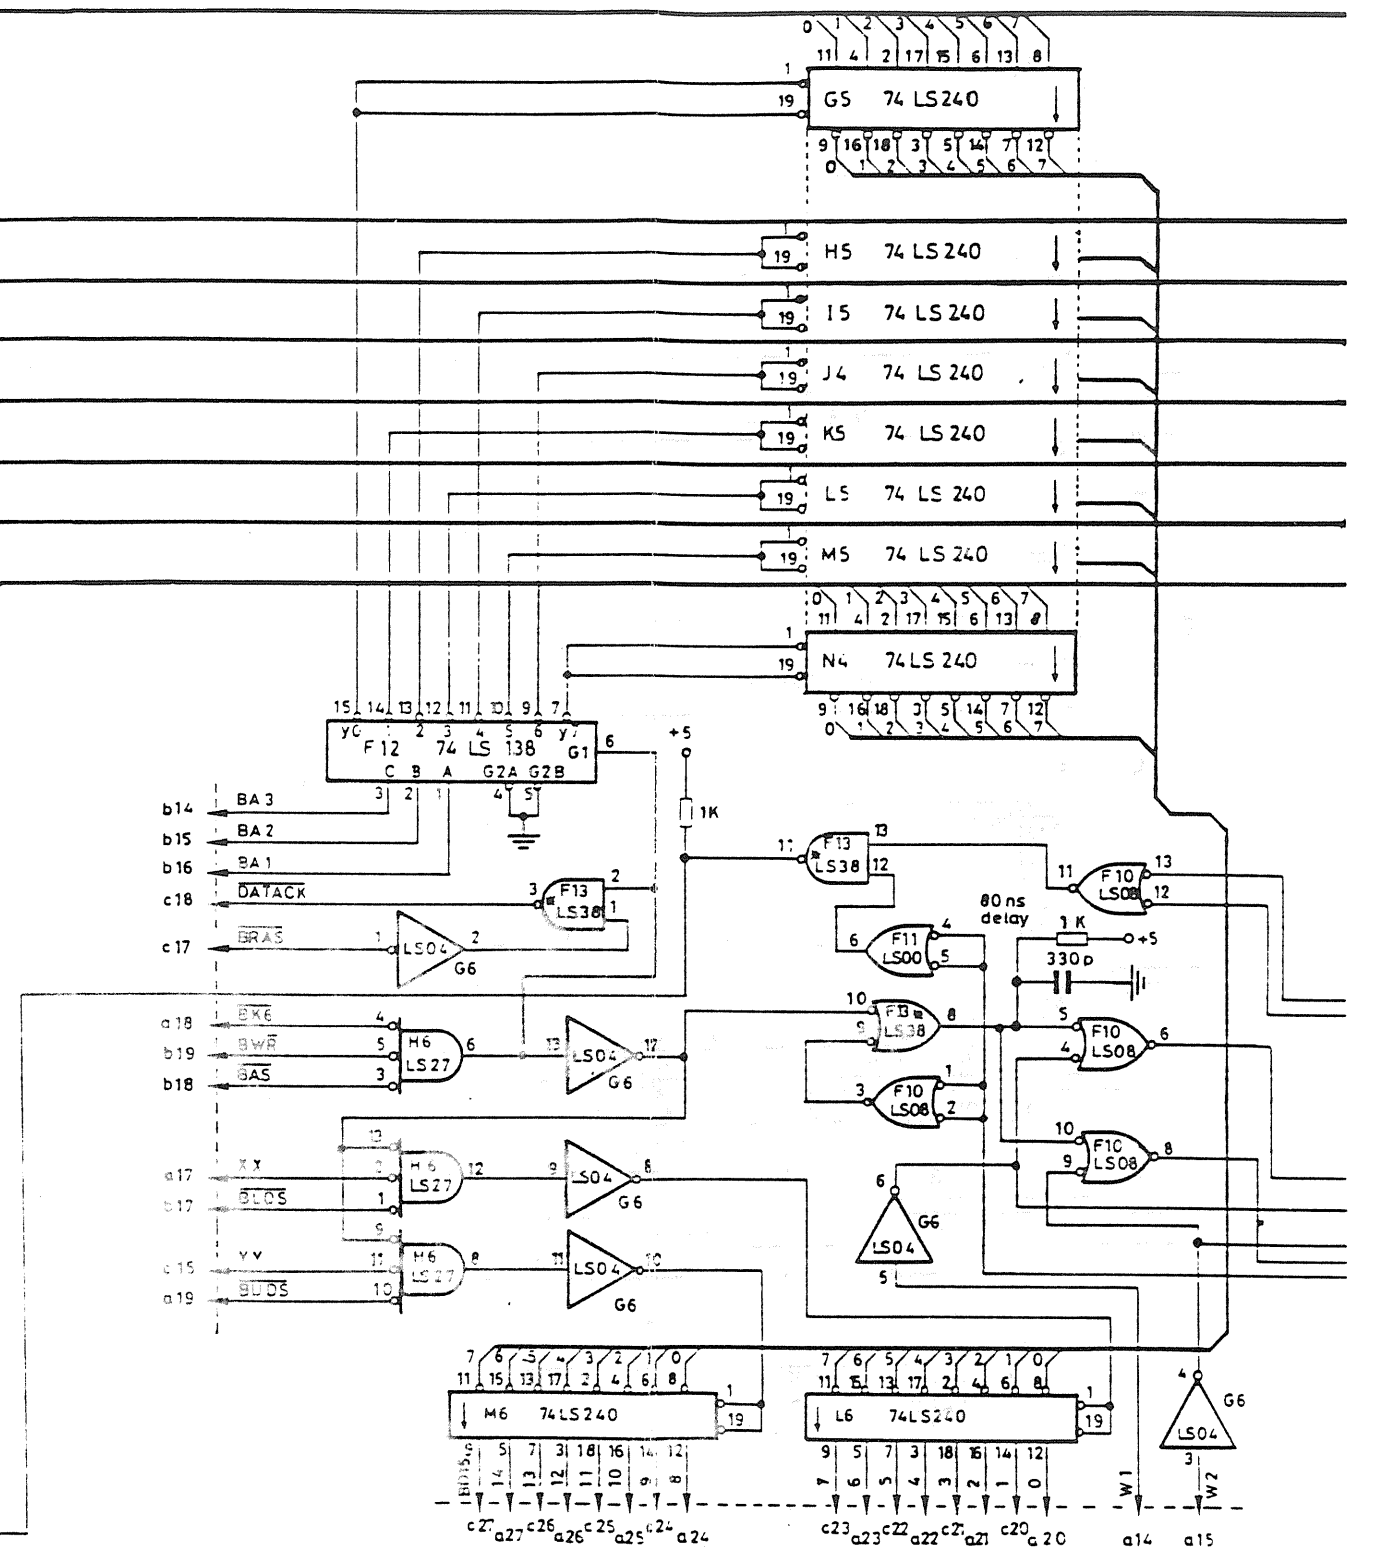 0 1 2 3 4 5 6 7
11 4 2 17 15 6 13 8
1
19
G5 74 LS 240
9 16 18 3 5 14 7 12
0 1 2 3 4 5 6 7
1
19 H5 74 LS 240
1
19 I5 74 LS 240
1
19 J4 74 LS 240
1
19 K5 74 LS 240
1
19 L5 74 LS 240
1
19 M5 74 LS 240
0 1 2 3 4 5 6 7
11 4 2 17 15 6 13 8
1
19
N4 74 LS 240
9 16 18 3 5 14 7 12
0 1 2 3 4 5 6 7
15 14 13 12 11 10 9 7
y0 1 2 3 4 5 6 y7
F12 74 LS 138 G1 6
C B A G2A G2B
3 2 1 4 5
+5
1K
b14 BA3
b15 BA2
b16 BA1
c18 DATACK 3 F13 LS38 2 1
c17 BRAS 1 LS04 2 G6
11 F13 LS38 13 12
11 F10 LS08 13 12
80 ns
delay
1 K +5
330 p
6 F11 LS00 4 5
a18 BK6 4
b19 BWR 5 H6 LS27 6 13 LS04 12 G6
b18 BAS 3
10 9 F13 LS38 8
5 4 F10 LS08 6
3 F10 LS08 1 2
10 9 F10 LS08 8
13
a17 XX 2 H6 LS27 12 9 LS04 8 G6
b17 BLDS 1
9
c15 YY 11 H6 LS27 8 11 LS04 10 G6
a19 BUDS 10
6 LS04 G6 5
7 6 5 4 3 2 1 0
11 15 13 17 2 4 6 8
M6 74LS240 1 19
9 5 7 3 18 16 14 12
BD15 14 13 12 11 10 9 8
c27 a27 c26 a26 c25 a25 c24 a24
7 6 5 4 3 2 1 0
11 15 13 17 2 4 6 8
L6 74LS240 1 19
9 5 7 3 18 16 14 12
7 6 5 4 3 2 1 0
c23 a23 c22 a22 c21 a21 c20 a20
4 LS04 G6 3
W1 W2
a14 a15